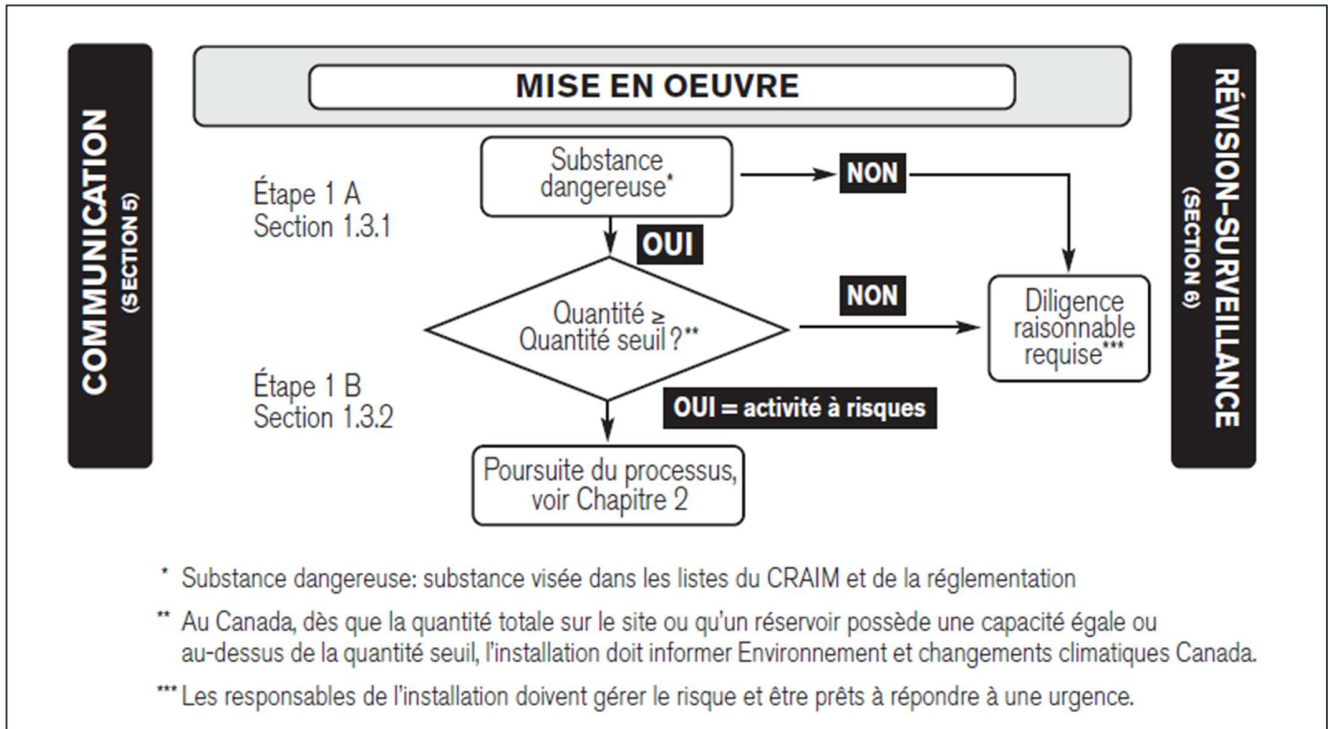 MISE EN OEUVRE
COMMUNICATION
(SECTION 5)
RÉVISION-SURVEILLANCE
(SECTION 6)
Étape 1 A
Section 1.3.1
Substance
dangereuse*
NON
OUI
Quantité ≥
Quantité seuil ?**
NON
Diligence
raisonnable
requise***
Étape 1 B
Section 1.3.2
OUI = activité à risques
Poursuite du processus,
voir Chapitre 2
* Substance dangereuse: substance visée dans les listes du CRAIM et de la réglementation
** Au Canada, dès que la quantité totale sur le site ou qu'un réservoir possède une capacité égale ou
au-dessus de la quantité seuil, l'installation doit informer Environnement et changements climatiques Canada.
*** Les responsables de l'installation doivent gérer le risque et être prêts à répondre à une urgence.